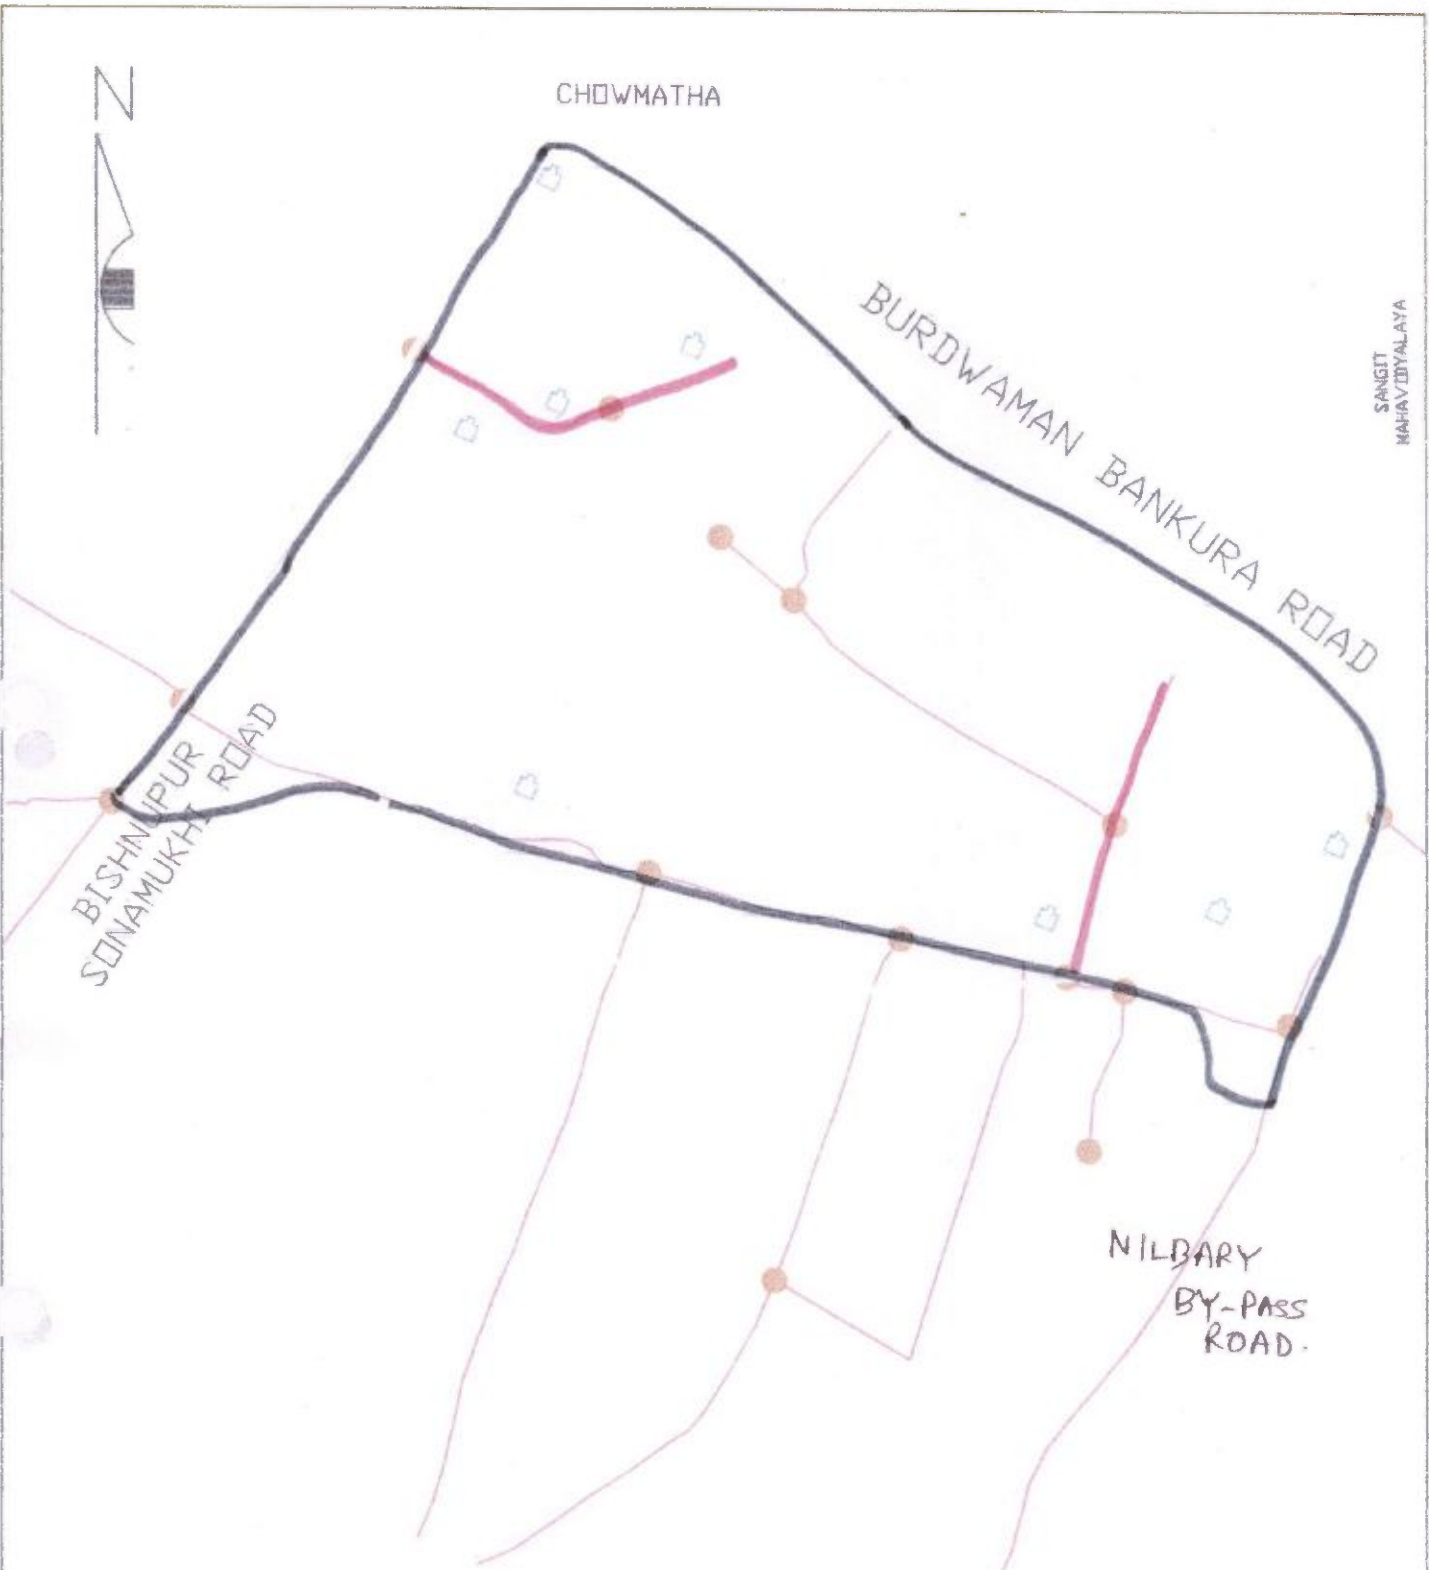 N
CHOWMATHA
BURDWAMAN BANKURA ROAD
SANGIT
MAHAVIDYALAYA
BISHNUPUR
SONAMUKHI ROAD
NILBARY
BY-PASS
ROAD.